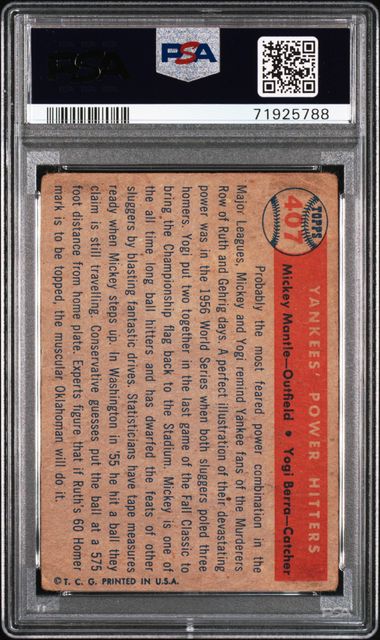 PSA
PSA
71925788
TOPPS
407
YANKEES' POWER HITTERS
Mickey Mantle—Outfield • Yogi Berra—Catcher
Probably the most feared power combination in the
Major Leagues, Mickey and Yogi remind Yankee fans of the Murderers
Row of Ruth and Gehrig days. A perfect illustration of their devastating
power was in the 1956 World Series when both sluggers poled three
homers. Yogi put two together in the last game of the Fall Classic to
bring the Championship flag back to the Stadium. Mickey is one of
the all time long ball hitters and has dwarfed the feats of other
sluggers by blasting fantastic drives. Statisticians have tape measures
ready when Mickey steps up. In Washington in '55 he hit a ball they
claim is still travelling. Conservative guesses put the ball at a 575
foot distance from home plate. Experts figure that if Ruth's 60 Homer
mark is to be topped, the muscular Oklahoman will do it.
© T. C. G. PRINTED IN U.S.A.